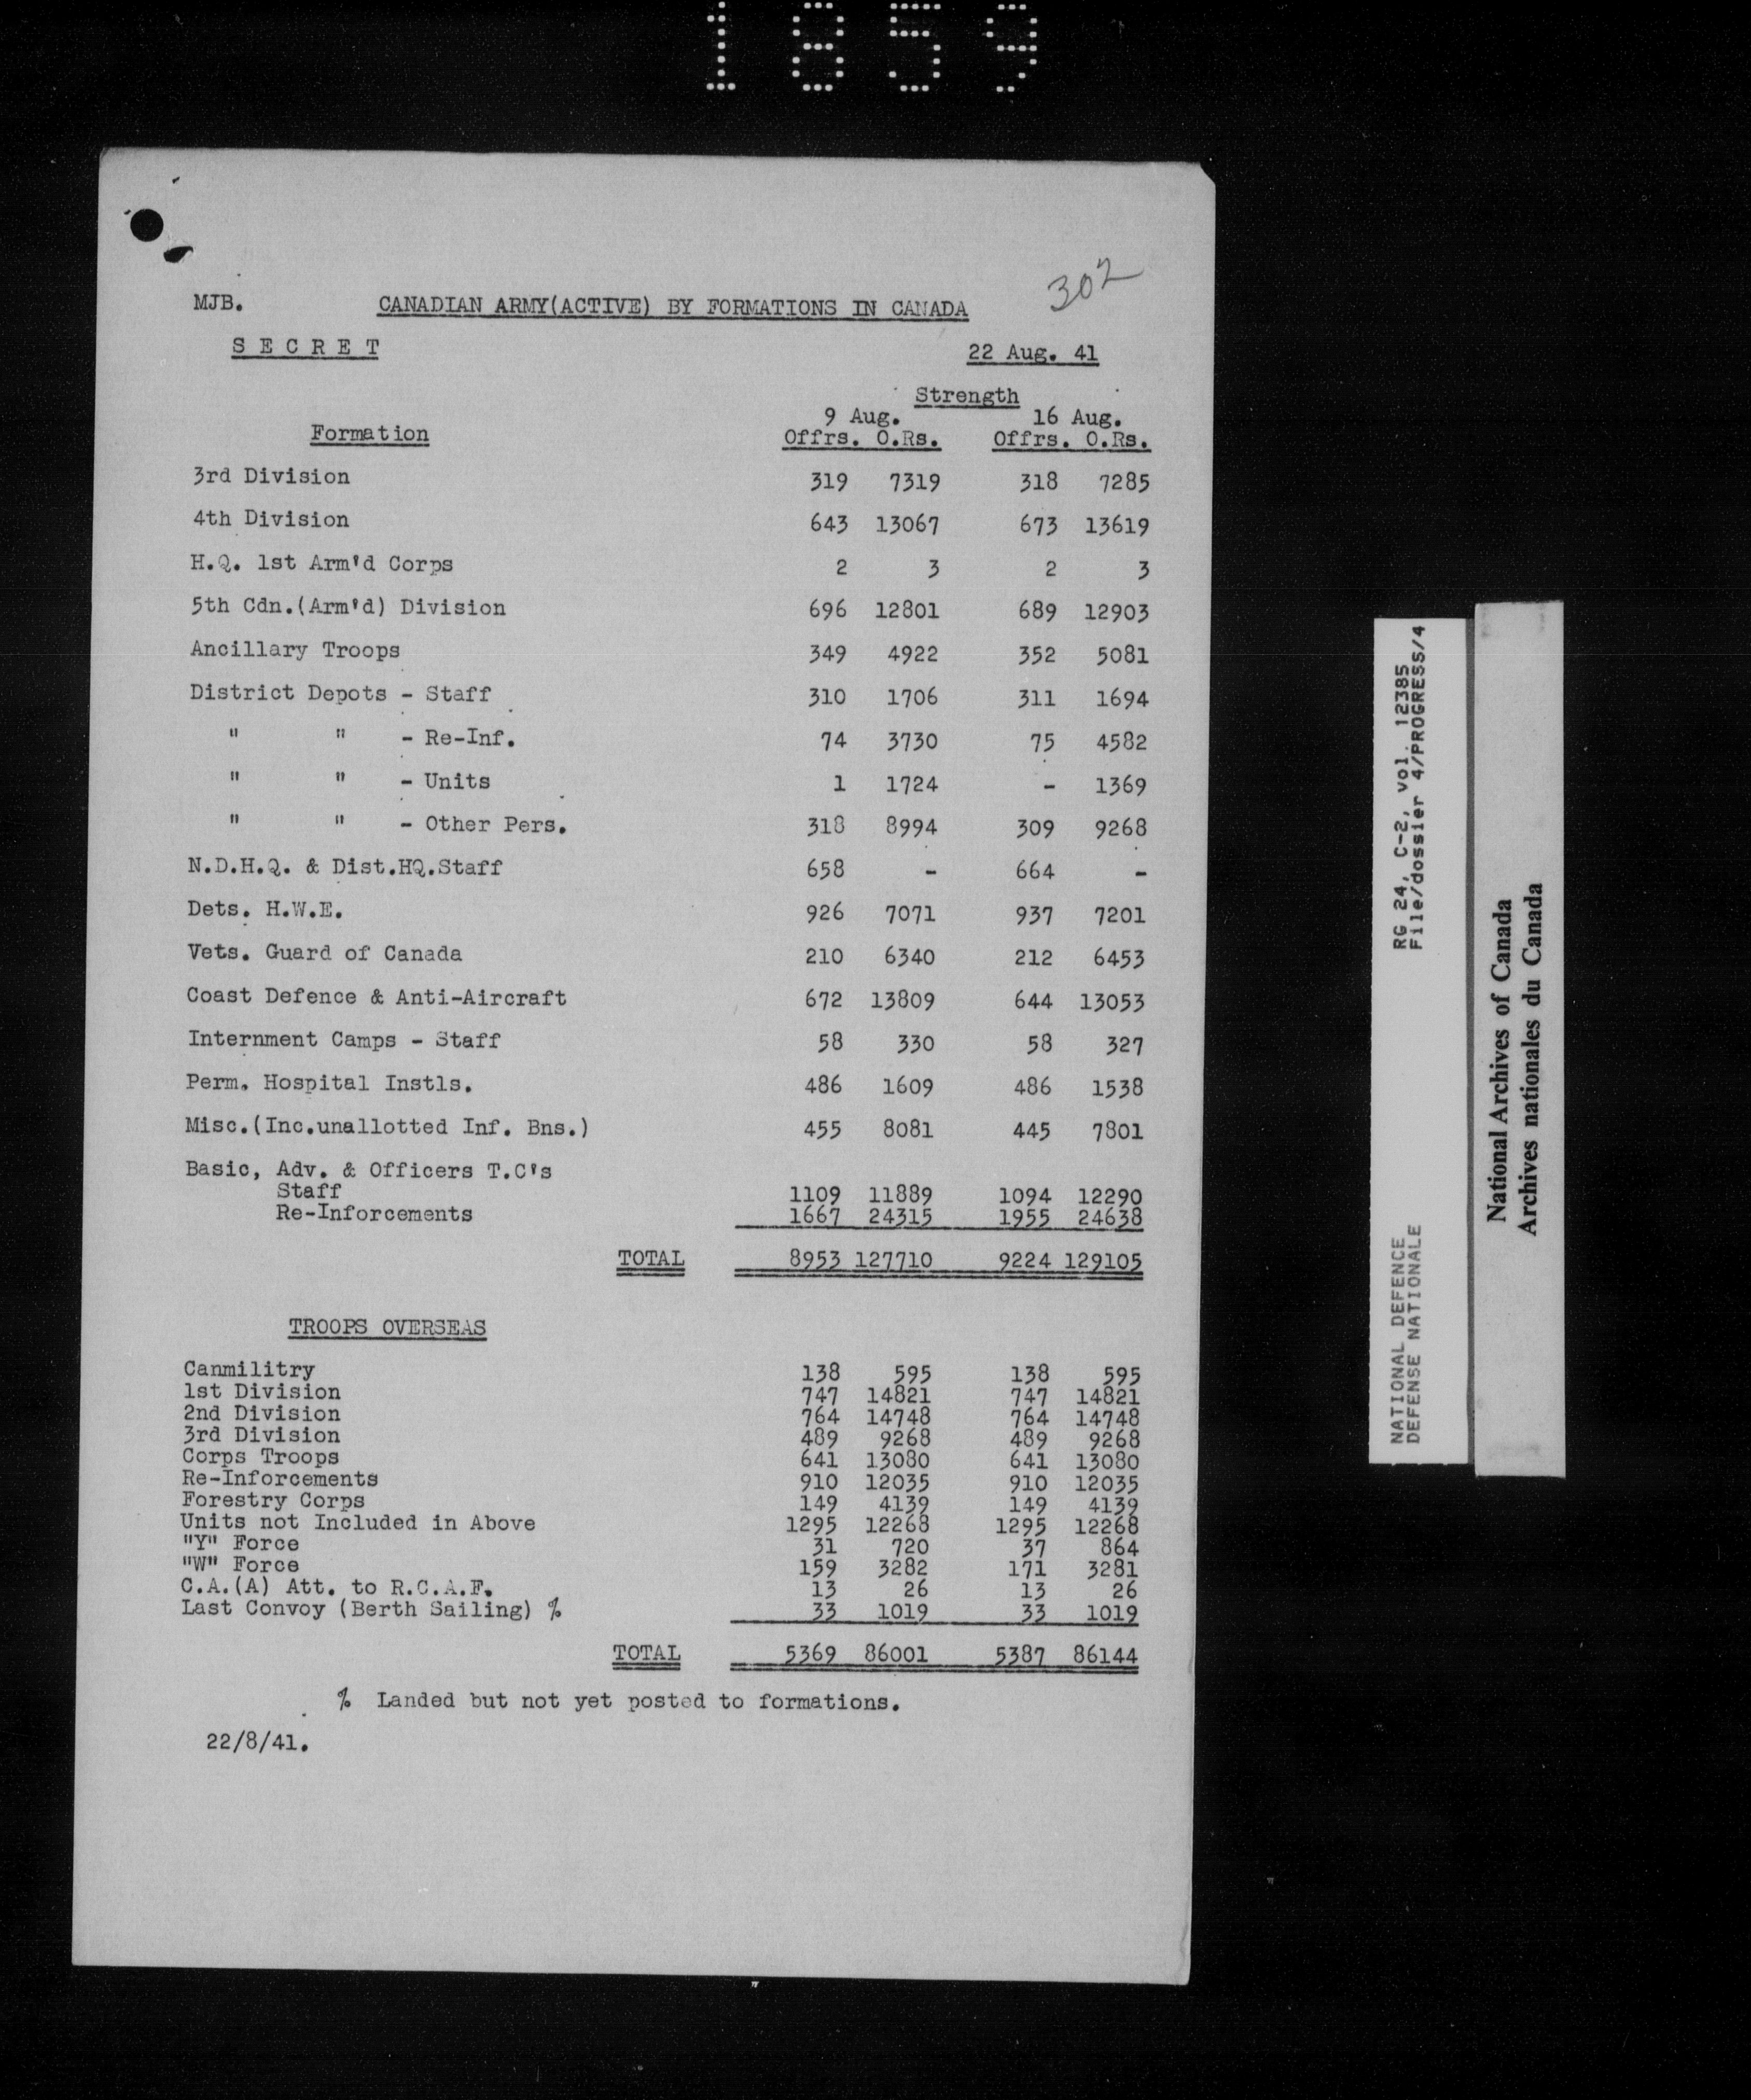 1859
302
MJB. CANADIAN ARMY(ACTIVE) BY FORMATIONS IN CANADA
S E C R E T
22 Aug. 41
Strength
9 Aug. 16 Aug.
Formation Offrs. O.Rs. Offrs. O.Rs.
3rd Division 319 7319 318 7285
4th Division 643 13067 673 13619
H.Q. 1st Arm'd Corps 2 3 2 3
5th Cdn.(Arm'd) Division 696 12801 689 12903
Ancillary Troops 349 4922 352 5081
District Depots - Staff 310 1706 311 1694
" " - Re-Inf. 74 3730 75 4582
" " - Units 1 1724 - 1369
" " - Other Pers. 318 8994 309 9268
N.D.H.Q. & Dist.HQ.Staff 658 - 664 -
Dets. H.W.E. 926 7071 937 7201
Vets. Guard of Canada 210 6340 212 6453
Coast Defence & Anti-Aircraft 672 13809 644 13053
Internment Camps - Staff 58 330 58 327
Perm. Hospital Instls. 486 1609 486 1538
Misc.(Inc.unallotted Inf. Bns.) 455 8081 445 7801
Basic, Adv. & Officers T.C's
Staff 1109 11889 1094 12290
Re-Inforcements 1667 24315 1955 24638
TOTAL 8953 127710 9224 129105
TROOPS OVERSEAS
Canmilitry 138 595 138 595
1st Division 747 14821 747 14821
2nd Division 764 14748 764 14748
3rd Division 489 9268 489 9268
Corps Troops 641 13080 641 13080
Re-Inforcements 910 12035 910 12035
Forestry Corps 149 4139 149 4139
Units not Included in Above 1295 12268 1295 12268
"Y" Force 31 720 37 864
"W" Force 159 3282 171 3281
C.A.(A) Att. to R.C.A.F. 13 26 13 26
Last Convoy (Berth Sailing) % 33 1019 33 1019
TOTAL 5369 86001 5387 86144
% Landed but not yet posted to formations.
22/8/41.
NATIONAL DEFENCE RG 24, C-2, vol. 12385
DEFENSE NATIONALE File/dossier 4/PROGRESS/4
National Archives of Canada
Archives nationales du Canada